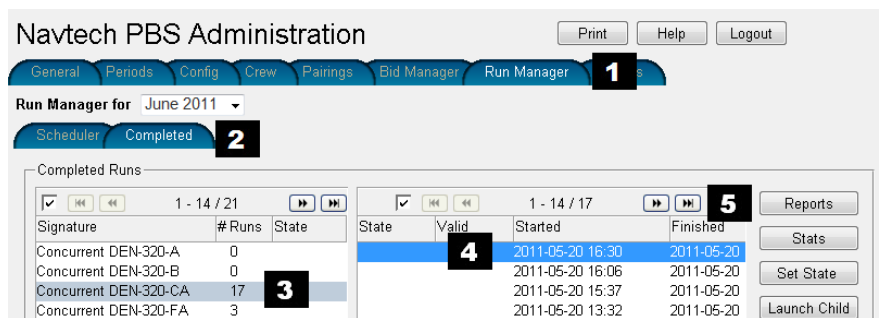 Navtech PBS Administration
Print Help Logout
General Periods Config Crew Pairings Bid Manager Run Manager 1
Run Manager for June 2011
Scheduler Completed 2
Completed Runs
1 - 14 / 21 1 - 14 / 17 5 Reports
Signature # Runs State State Valid Started Finished
Stats
Concurrent DEN-320-A 0 4 2011-05-20 16:30 2011-05-20
Concurrent DEN-320-B 0 2011-05-20 16:06 2011-05-20 Set State
Concurrent DEN-320-CA 17 3 2011-05-20 15:37 2011-05-20
Concurrent DEN-320-FA 3 2011-05-20 13:32 2011-05-20 Launch Child